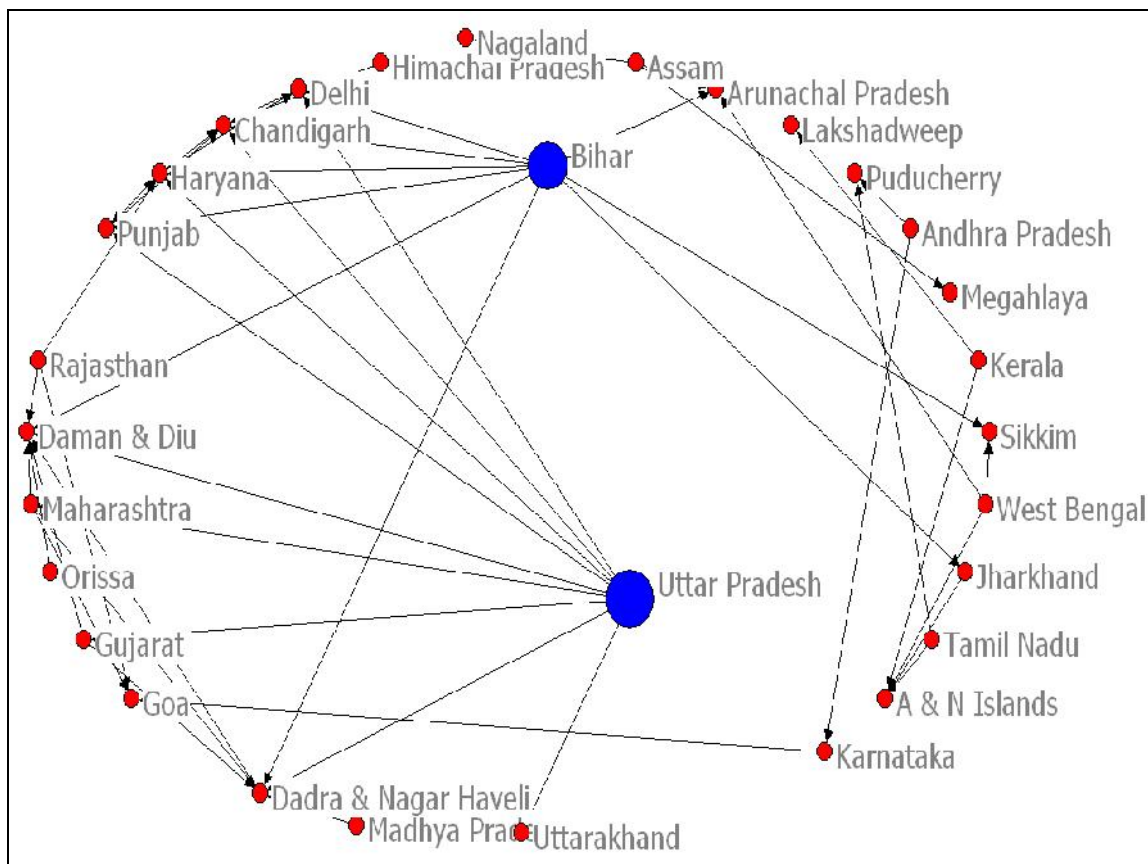 Nagaland
Himachal Pradesh
Assam
Delhi
Arunachal Pradesh
Chandigarh
Lakshadweep
Bihar
Haryana
Puducherry
Punjab
Andhra Pradesh
Megahlaya
Rajasthan
Kerala
Daman & Diu
Sikkim
Maharashtra
West Bengal
Orissa
Uttar Pradesh
Jharkhand
Gujarat
Tamil Nadu
Goa
A & N Islands
Karnataka
Dadra & Nagar Haveli
Madhya Prade
Uttarakhand